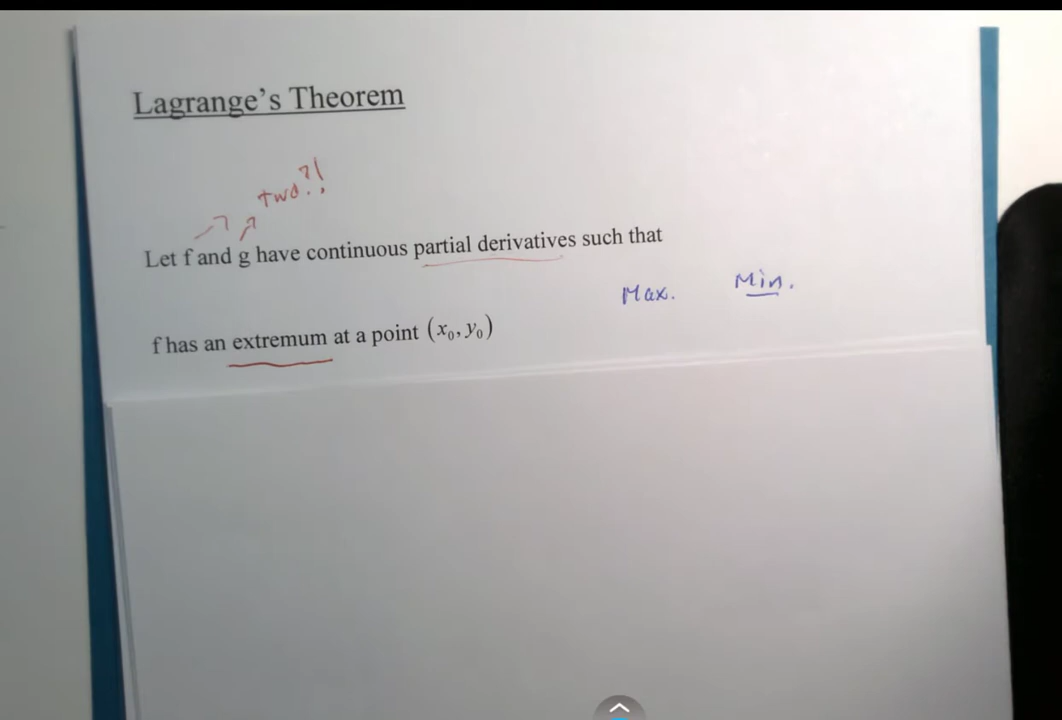 Lagrange's Theorem
two?!
Let f and g have continuous partial derivatives such that
Max. Min.
f has an extremum at a point (x₀, y₀)